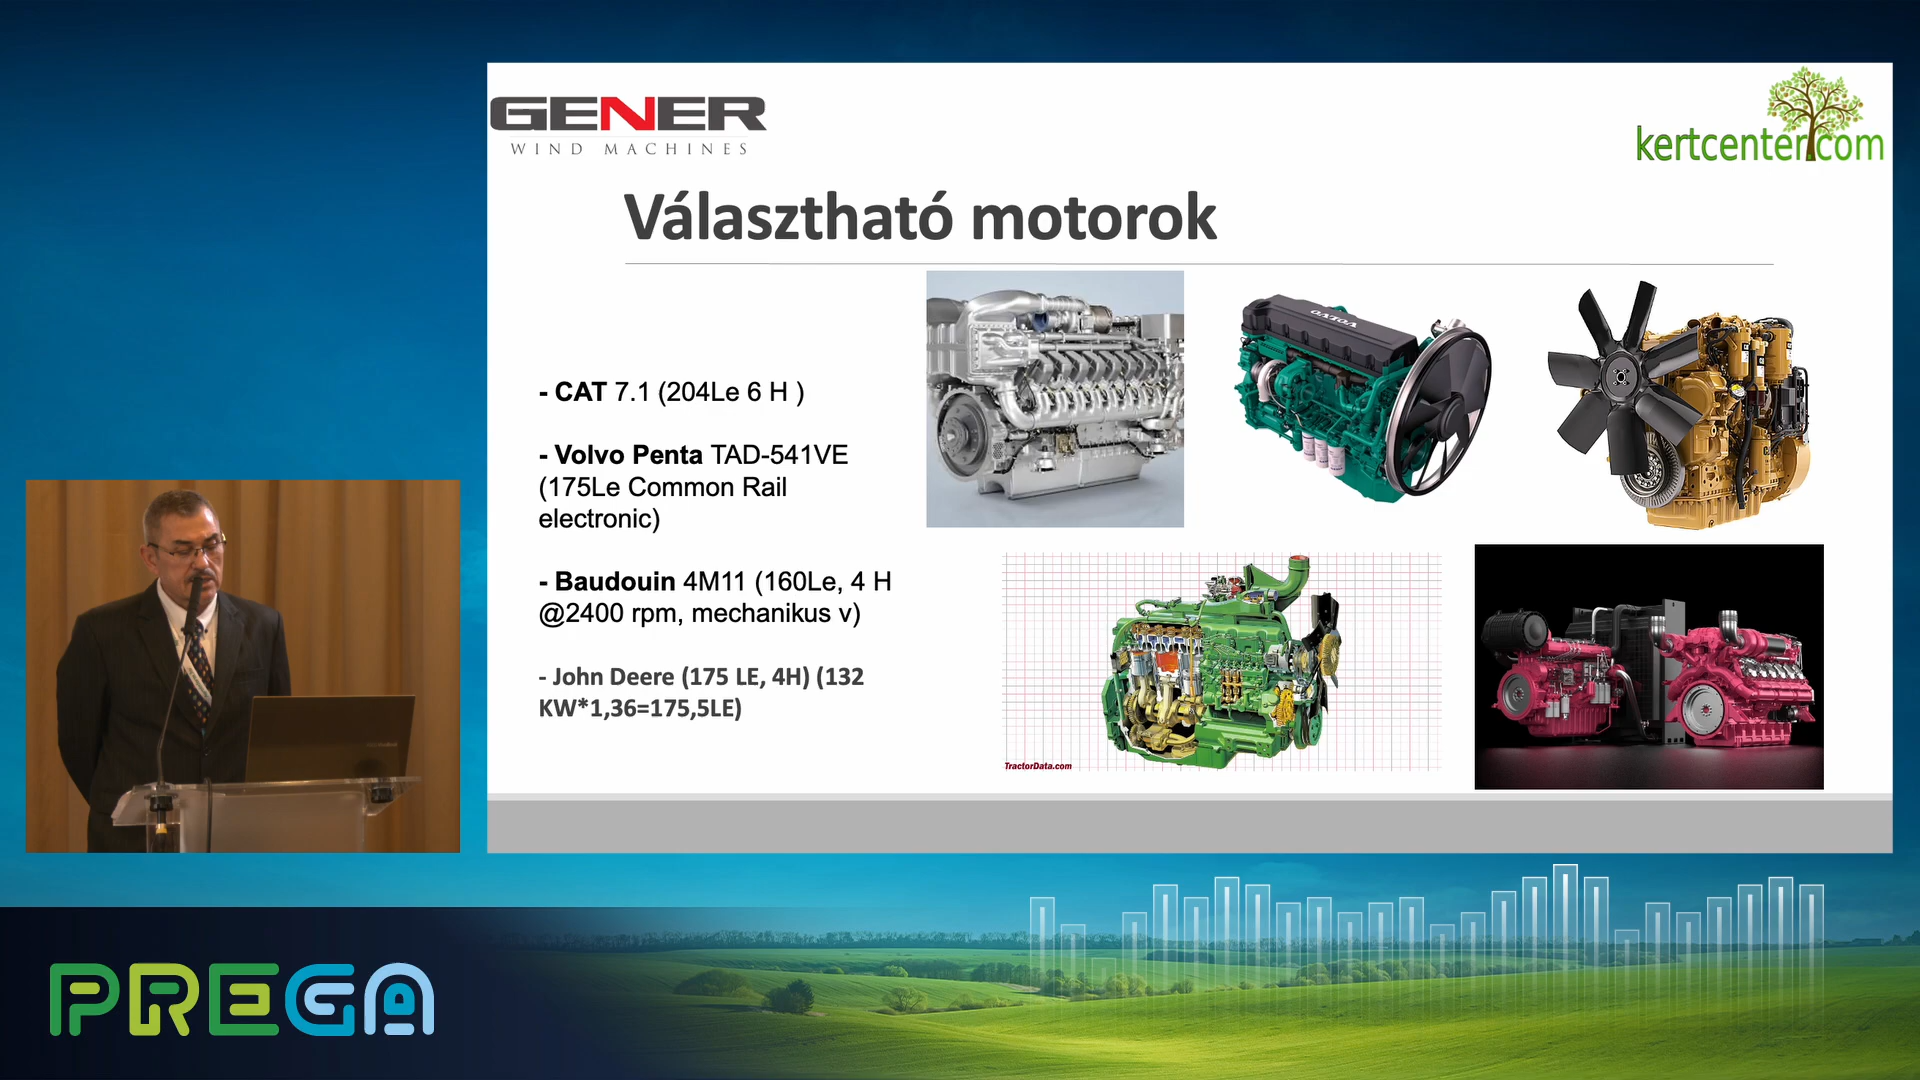 GENER
WIND MACHINES
kertcenter.com
Választható motorok
- CAT 7.1 (204Le 6 H )
- Volvo Penta TAD-541VE
(175Le Common Rail
electronic)
- Baudouin 4M11 (160Le, 4 H
@2400 rpm, mechanikus v)
- John Deere (175 LE, 4H) (132
KW*1,36=175,5LE)
VOLVO
TractorData.com
PREGA